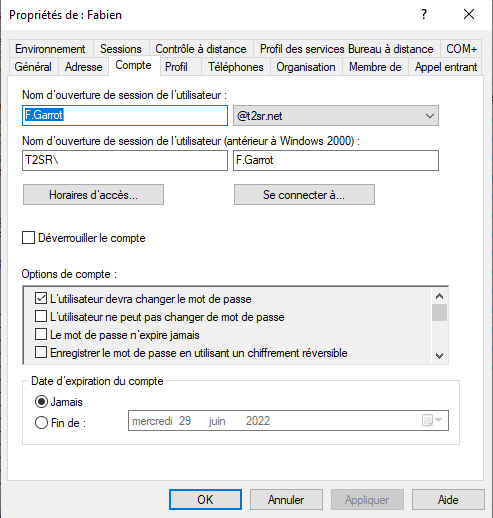 Propriétés de : Fabien
Environnement Sessions Contrôle à distance Profil des services Bureau à distance COM+
Général Adresse Compte Profil Téléphones Organisation Membre de Appel entrant
Nom d'ouverture de session de l'utilisateur :
F.Garrot @t2sr.net
Nom d'ouverture de session de l'utilisateur (antérieur à Windows 2000) :
T2SR\ F.Garrot
Horaires d'accès... Se connecter à...
Déverrouiller le compte
Options de compte :
L'utilisateur devra changer le mot de passe
L'utilisateur ne peut pas changer de mot de passe
Le mot de passe n'expire jamais
Enregistrer le mot de passe en utilisant un chiffrement réversible
Date d'expiration du compte
Jamais
Fin de : mercredi 29 juin 2022
OK Annuler Appliquer Aide